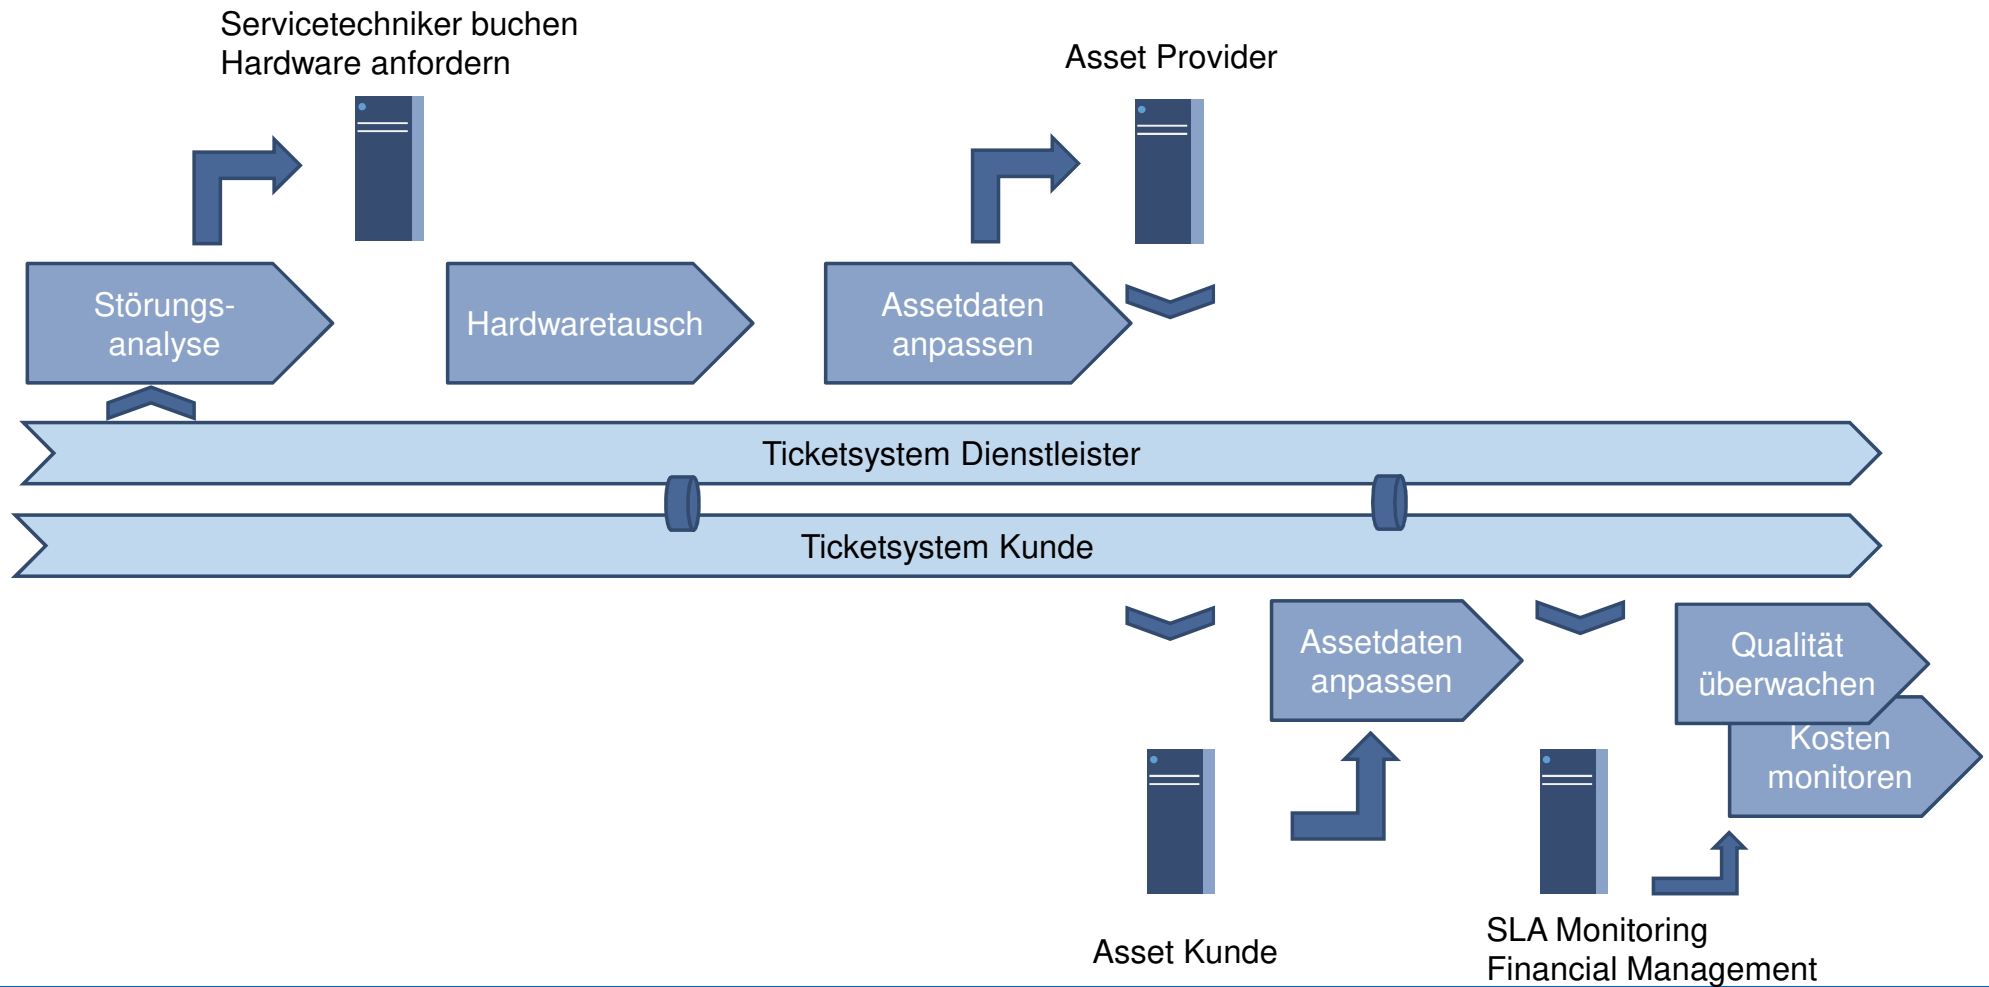 Servicetechniker buchen
Hardware anfordern
Asset Provider
Störungs-
analyse
Hardwaretausch
Assetdaten
anpassen
Ticketsystem Dienstleister
Ticketsystem Kunde
Assetdaten
anpassen
Qualität
überwachen
Kosten
monitoren
Asset Kunde
SLA Monitoring
Financial Management